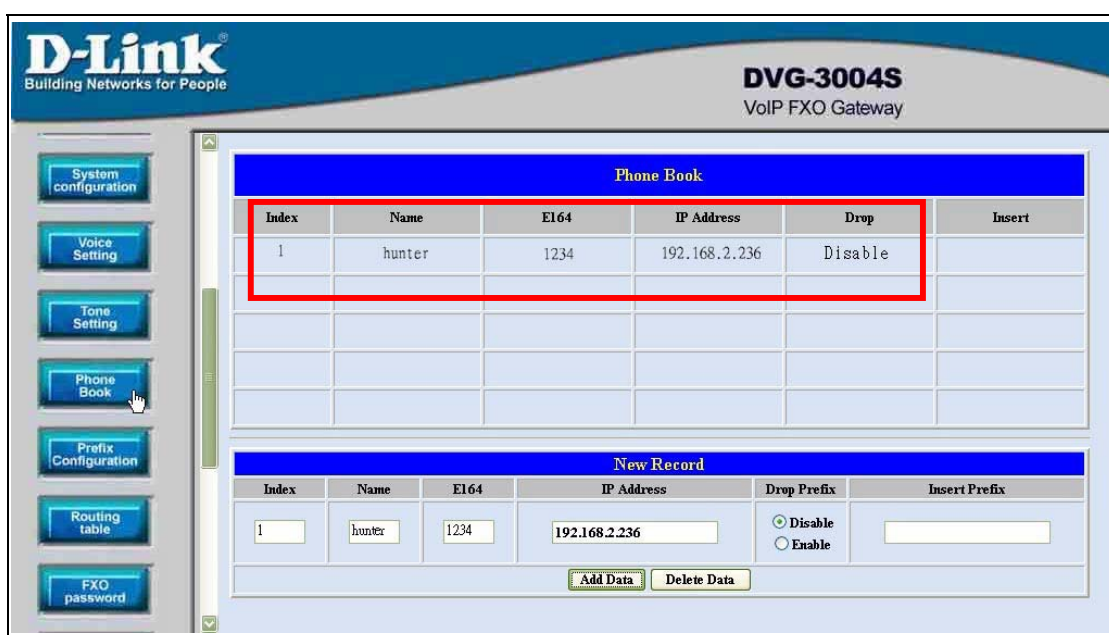 D-Link®
Building Networks for People
DVG-3004S
VoIP FXO Gateway
System
configuration
Voice
Setting
Tone
Setting
Phone
Book
Prefix
Configuration
Routing
table
FXO
password
Phone Book
Index Name E164 IP Address Drop Insert
1 hunter 1234 192.168.2.236 Disable
New Record
Index Name E164 IP Address Drop Prefix Insert Prefix
1 hunter 1234 192.168.2.236 Disable
Enable
Add Data Delete Data